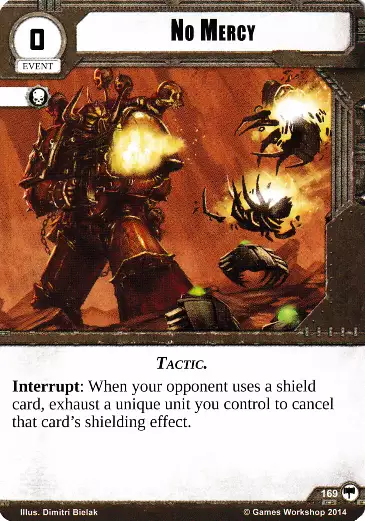 0
No Mercy
EVENT
Tactic.
Interrupt: When your opponent uses a shield
card, exhaust a unique unit you control to cancel
that card's shielding effect.
169
Illus. Dimitri Bielak
© Games Workshop 2014